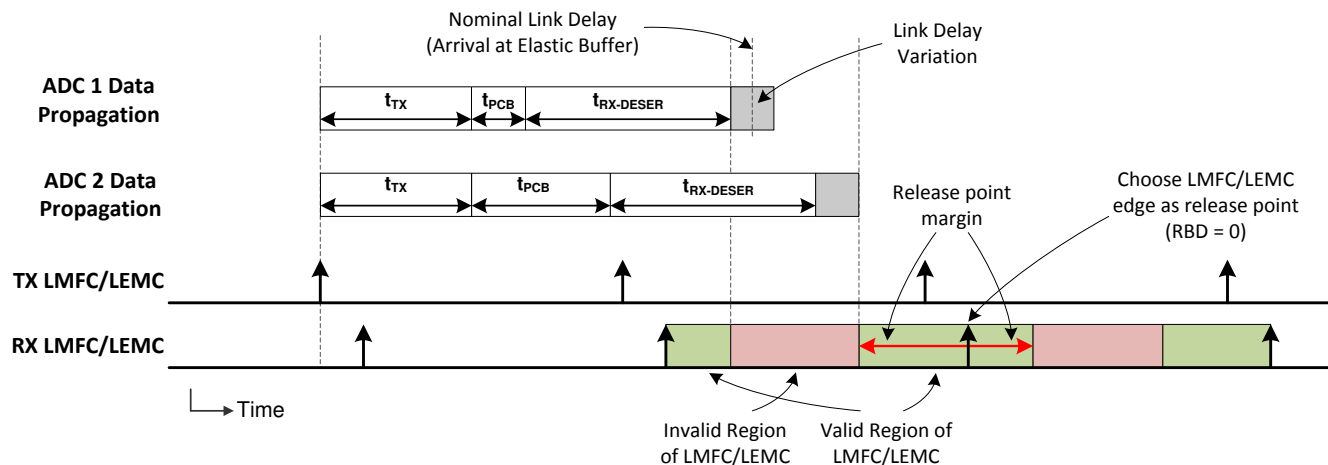 Nominal Link Delay
(Arrival at Elastic Buffer)
Link Delay
Variation
ADC 1 Data
Propagation
tTX
tPCB
tRX-DESER
ADC 2 Data
Propagation
tTX
tPCB
tRX-DESER
Release point
margin
Choose LMFC/LEMC
edge as release point
(RBD = 0)
TX LMFC/LEMC
RX LMFC/LEMC
Time
Invalid Region
of LMFC/LEMC
Valid Region of
LMFC/LEMC